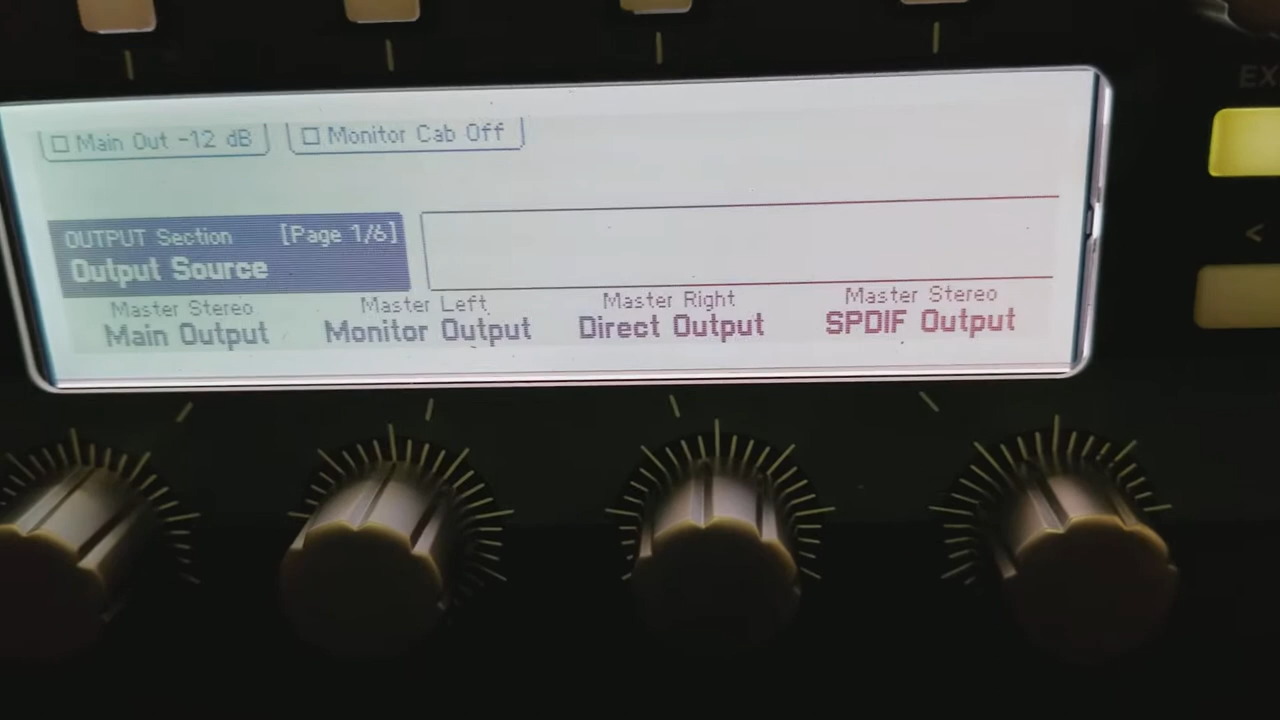 Main Out -12 dB
Monitor Cab Off
OUTPUT Section [Page 1/6]
Output Source
Master Stereo Master Left Master Right Master Stereo
Main Output Monitor Output Direct Output SPDIF Output
EX
<